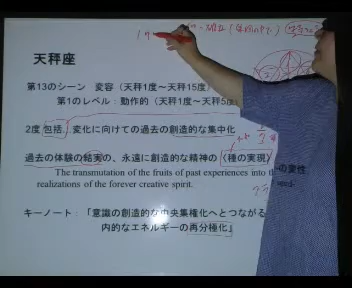 天秤座
第13のシーン 変容（天秤1度～天秤15度）
第1のレベル：動作的（天秤1度～天秤5度
2度 包括 変化に向けての過去の創造的な集中化
過去の体験の結実の、永遠に創造的な精神の〈種の実現〉の変性
The transmutation of the fruits of past experiences into th seed-
realizations of the forever creative spirit.
キーノート：「意識の創造的な中央集権化へとつながる
内的なエネルギーの再分極化」